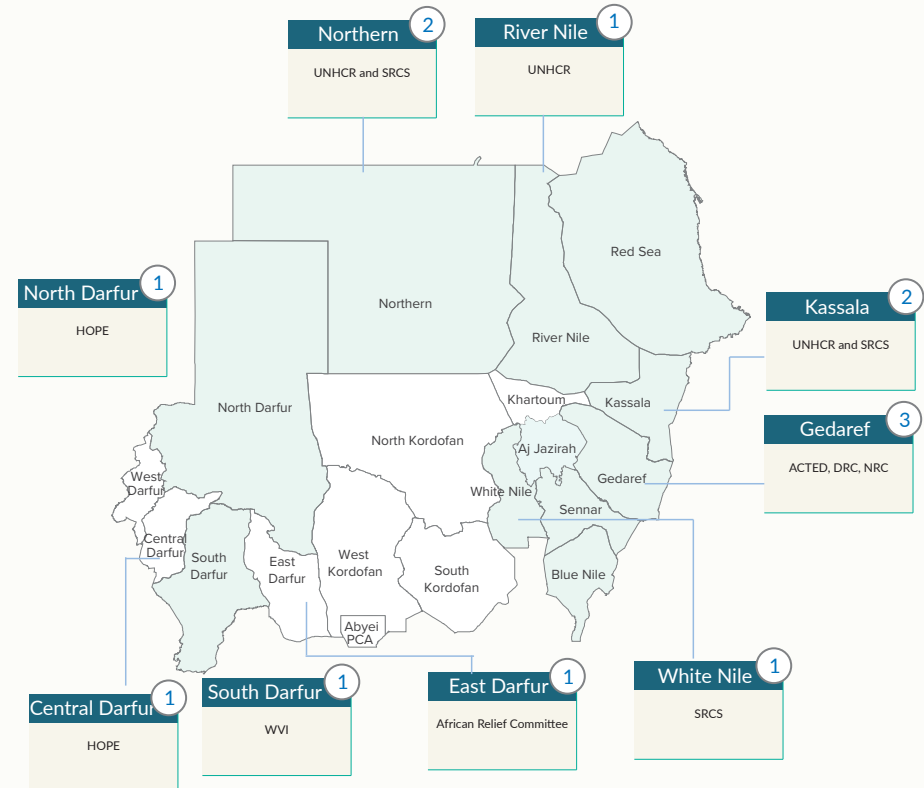 Northern
2
UNHCR and SRCS
River Nile
1
UNHCR
Red Sea
Northern
North Darfur
1
HOPE
River Nile
Kassala
2
UNHCR and SRCS
Khartoum
Kassala
North Darfur
Gedaref
3
ACTED, DRC, NRC
North Kordofan
Aj Jazirah
West
Darfur
White Nile
Gedaref
Sennar
Central
Darfur
South
Darfur
East
Darfur
West
Kordofan
South
Kordofan
Blue Nile
Abyei
PCA
Central Darfur
1
HOPE
South Darfur
1
WVI
East Darfur
1
African Relief Committee
White Nile
1
SRCS